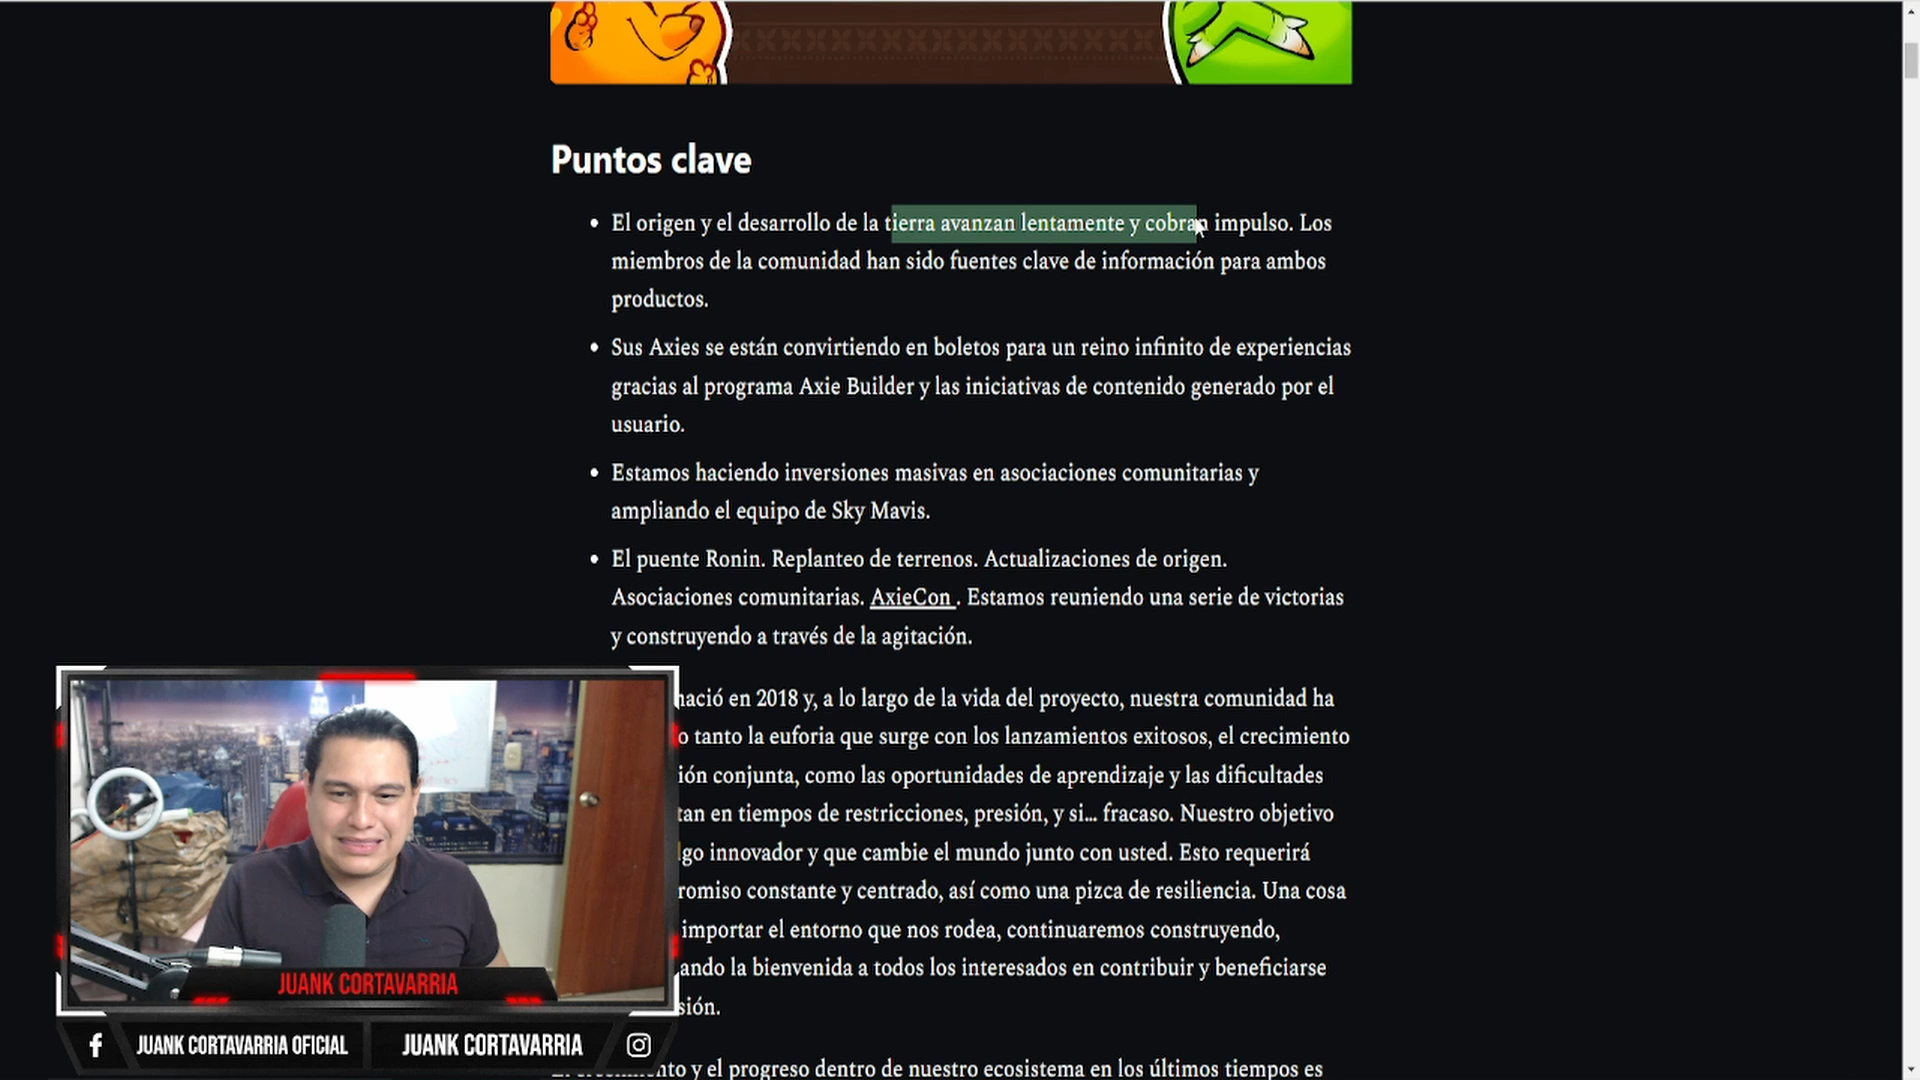 Puntos clave
El origen y el desarrollo de la tierra avanzan lentamente y cobran impulso. Los
miembros de la comunidad han sido fuentes clave de información para ambos
productos.
Sus Axies se están convirtiendo en boletos para un reino infinito de experiencias
gracias al programa Axie Builder y las iniciativas de contenido generado por el
usuario.
Estamos haciendo inversiones masivas en asociaciones comunitarias y
ampliando el equipo de Sky Mavis.
El puente Ronin. Replanteo de terrenos. Actualizaciones de origen.
Asociaciones comunitarias. AxieCon . Estamos reuniendo una serie de victorias
y construyendo a través de la agitación.
nació en 2018 y, a lo largo de la vida del proyecto, nuestra comunidad ha
o tanto la euforia que surge con los lanzamientos exitosos, el crecimiento
ión conjunta, como las oportunidades de aprendizaje y las dificultades
tan en tiempos de restricciones, presión, y si... fracaso. Nuestro objetivo
lgo innovador y que cambie el mundo junto con usted. Esto requerirá
romiso constante y centrado, así como una pizca de resiliencia. Una cosa
importar el entorno que nos rodea, continuaremos construyendo,
ando la bienvenida a todos los interesados en contribuir y beneficiarse
sión.
y el progreso dentro de nuestro ecosistema en los últimos tiempos es
JUANK CORTAVARRIA
JUANK CORTAVARRIA OFICIAL
JUANK CORTAVARRIA